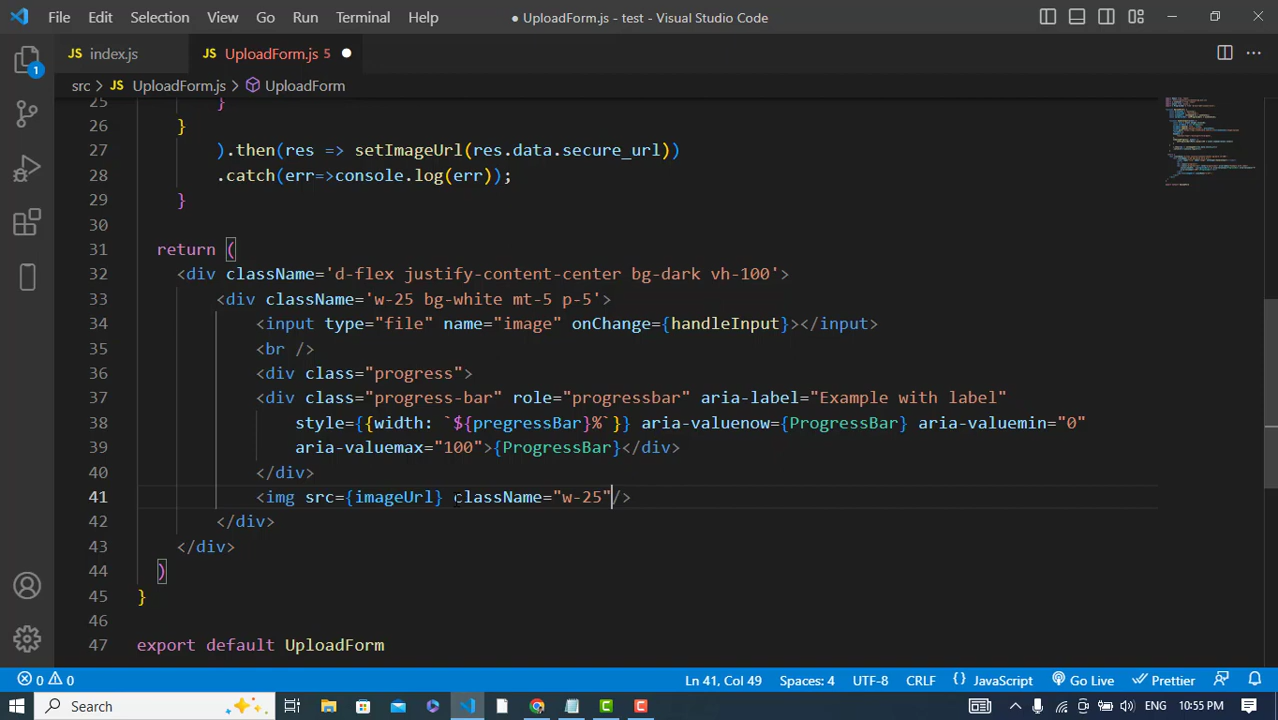 File Edit Selection View Go Run Terminal Help ● UploadForm.js - test - Visual Studio Code
JS index.js JS UploadForm.js 5 ●
src > JS UploadForm.js > UploadForm
1
25 }
26 }
27 ).then(res => setImageUrl(res.data.secure_url))
28 .catch(err=>console.log(err));
29 }
30
31 return (
32 <div className='d-flex justify-content-center bg-dark vh-100'>
33 <div className='w-25 bg-white mt-5 p-5'>
34 <input type="file" name="image" onChange={handleInput}></input>
35 <br />
36 <div class="progress">
37 <div class="progress-bar" role="progressbar" aria-label="Example with label"
38 style={{width: `${pregressBar}%`}} aria-valuenow={ProgressBar} aria-valuemin="0"
39 aria-valuemax="100">{ProgressBar}</div>
40 </div>
41 <img src={imageUrl} className="w-25"/>
42 </div>
43 </div>
44 )
45 }
46
47 export default UploadForm
0 0 Ln 41, Col 49 Spaces: 4 UTF-8 CRLF {} JavaScript Go Live Prettier
Search ENG 10:55 PM